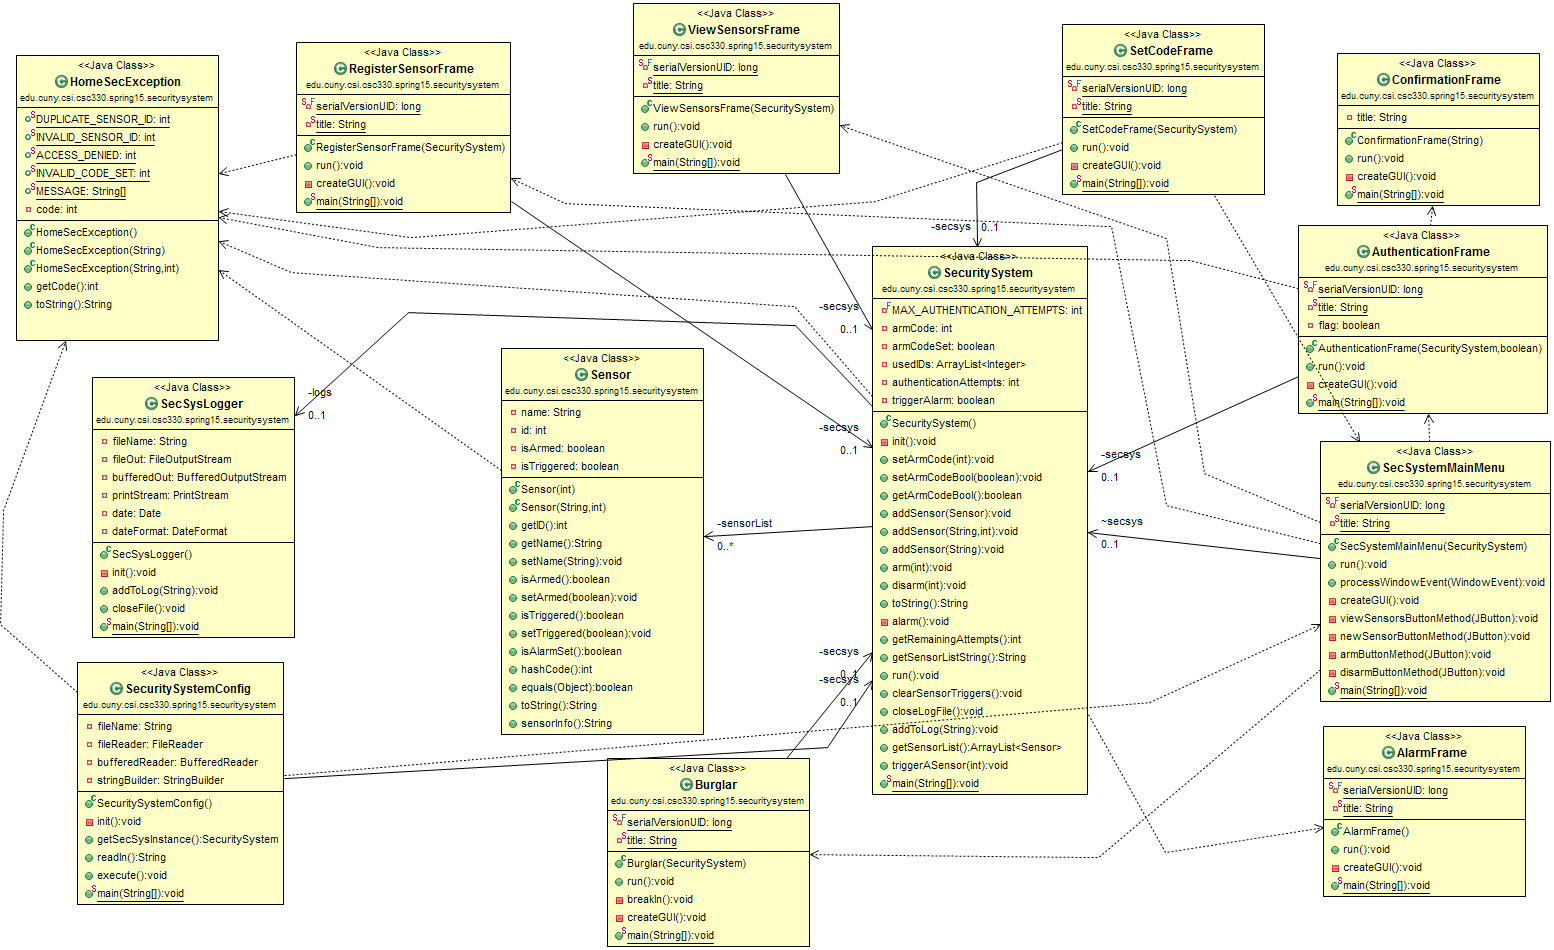 <<Java Class>>
HomeSecException
edu.cuny.csi.csc330.spring15.securitysystem
DUPLICATE_SENSOR_ID: int
INVALID_SENSOR_ID: int
ACCESS_DENIED: int
INVALID_CODE_SET: int
MESSAGE: String[]
code: int
HomeSecException()
HomeSecException(String)
HomeSecException(String,int)
getCode():int
toString():String
<<Java Class>>
RegisterSensorFrame
edu.cuny.csi.csc330.spring15.securitysystem
serialVersionUID: long
title: String
RegisterSensorFrame(SecuritySystem)
run():void
createGUI():void
main(String[]):void
<<Java Class>>
ViewSensorsFrame
edu.cuny.csi.csc330.spring15.securitysystem
serialVersionUID: long
title: String
ViewSensorsFrame(SecuritySystem)
run():void
createGUI():void
main(String[]):void
<<Java Class>>
SetCodeFrame
edu.cuny.csi.csc330.spring15.securitysystem
serialVersionUID: long
title: String
SetCodeFrame(SecuritySystem)
run():void
createGUI():void
main(String[]):void
<<Java Class>>
ConfirmationFrame
edu.cuny.csi.csc330.spring15.securitysystem
title: String
ConfirmationFrame(String)
run():void
createGUI():void
main(String[]):void
<<Java Class>>
AuthenticationFrame
edu.cuny.csi.csc330.spring15.securitysystem
serialVersionUID: long
title: String
flag: boolean
AuthenticationFrame(SecuritySystem,boolean)
run():void
createGUI():void
main(String[]):void
-secsys
0..1
<<Java Class>>
SecuritySystem
edu.cuny.csi.csc330.spring15.securitysystem
MAX_AUTHENTICATION_ATTEMPTS: int
armCode: int
armCodeSet: boolean
usedIDs: ArrayList<Integer>
authenticationAttempts: int
triggerAlarm: boolean
SecuritySystem()
init():void
setArmCode(int):void
setArmCodeBool(boolean):void
getArmCodeBool():boolean
addSensor(Sensor):void
addSensor(String,int):void
addSensor(String):void
arm(int):void
disarm(int):void
toString():String
alarm():void
getRemainingAttempts():int
getSensorListString():String
run():void
clearSensorTriggers():void
closeLogFile():void
addToLog(String):void
getSensorList():ArrayList<Sensor>
triggerASensor(int):void
main(String[]):void
-secsys
0..1
-secsys
0..1
-secsys
0..1
~secsys
0..1
-secsys
0..1
-secsys
0..1
-logs
0..1
-sensorList
0..*
<<Java Class>>
Sensor
edu.cuny.csi.csc330.spring15.securitysystem
name: String
id: int
isArmed: boolean
isTriggered: boolean
Sensor(int)
Sensor(String,int)
getID():int
getName():String
setName(String):void
isArmed():boolean
setArmed(boolean):void
isTriggered():boolean
setTriggered(boolean):void
isAlarmSet():boolean
hashCode():int
equals(Object):boolean
toString():String
sensorInfo():String
<<Java Class>>
SecSysLogger
edu.cuny.csi.csc330.spring15.securitysystem
fileName: String
fileOut: FileOutputStream
bufferedOut: BufferedOutputStream
printStream: PrintStream
date: Date
dateFormat: DateFormat
SecSysLogger()
init():void
addToLog(String):void
closeFile():void
main(String[]):void
<<Java Class>>
SecSystemMainMenu
edu.cuny.csi.csc330.spring15.securitysystem
serialVersionUID: long
title: String
SecSystemMainMenu(SecuritySystem)
run():void
processWindowEvent(WindowEvent):void
createGUI():void
viewSensorsButtonMethod(JButton):void
newSensorButtonMethod(JButton):void
armButtonMethod(JButton):void
disarmButtonMethod(JButton):void
main(String[]):void
<<Java Class>>
SecuritySystemConfig
edu.cuny.csi.csc330.spring15.securitysystem
fileName: String
fileReader: FileReader
bufferedReader: BufferedReader
stringBuilder: StringBuilder
SecuritySystemConfig()
init():void
getSecSysInstance():SecuritySystem
readIn():String
execute():void
main(String[]):void
<<Java Class>>
Burglar
edu.cuny.csi.csc330.spring15.securitysystem
serialVersionUID: long
title: String
Burglar(SecuritySystem)
run():void
breakIn():void
createGUI():void
main(String[]):void
<<Java Class>>
AlarmFrame
edu.cuny.csi.csc330.spring15.securitysystem
serialVersionUID: long
title: String
AlarmFrame()
run():void
createGUI():void
main(String[]):void